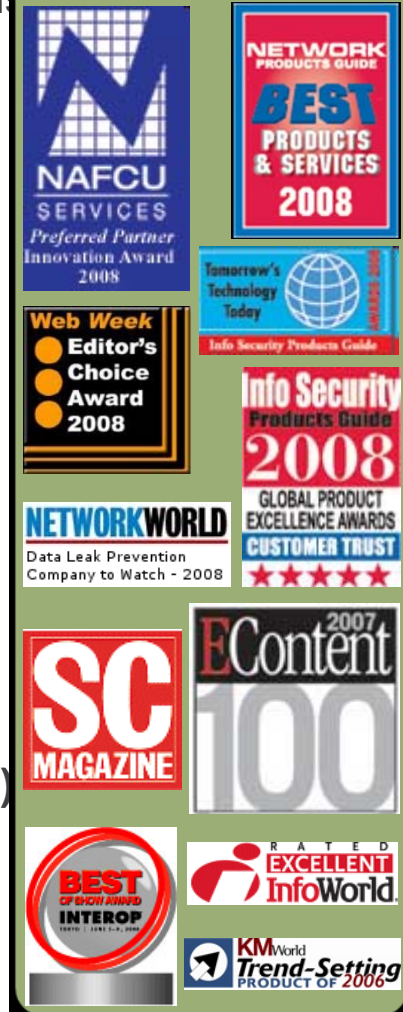 NAFCU
SERVICES
Preferred Partner
Innovation Award
2008
NETWORK
PRODUCTS GUIDE
BEST
PRODUCTS
& SERVICES
2008
Tomorrow's
Technology
Today
Info Security Products Guide
Web Week
Editor's
Choice
Award
2008
Info Security
Products Guide
2008
GLOBAL PRODUCT
EXCELLENCE AWARDS
CUSTOMER TRUST
NETWORKWORLD
Data Leak Prevention
Company to Watch - 2008
SC
MAGAZINE
2007
EContent
100
)
BEST
OF SHOW AWARD
INTEROP
RATED
EXCELLENT
InfoWorld
KMWorld
Trend-Setting
PRODUCT OF 2006